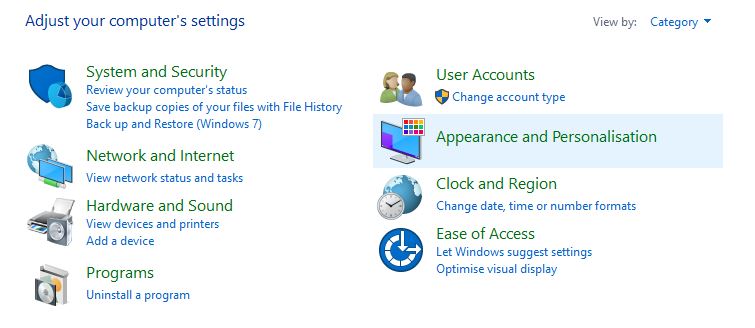 Adjust your computer's settings
View by: Category
System and Security
Review your computer's status
Save backup copies of your files with File History
Back up and Restore (Windows 7)
Network and Internet
View network status and tasks
Hardware and Sound
View devices and printers
Add a device
Programs
Uninstall a program
User Accounts
Change account type
Appearance and Personalisation
Clock and Region
Change date, time or number formats
Ease of Access
Let Windows suggest settings
Optimise visual display